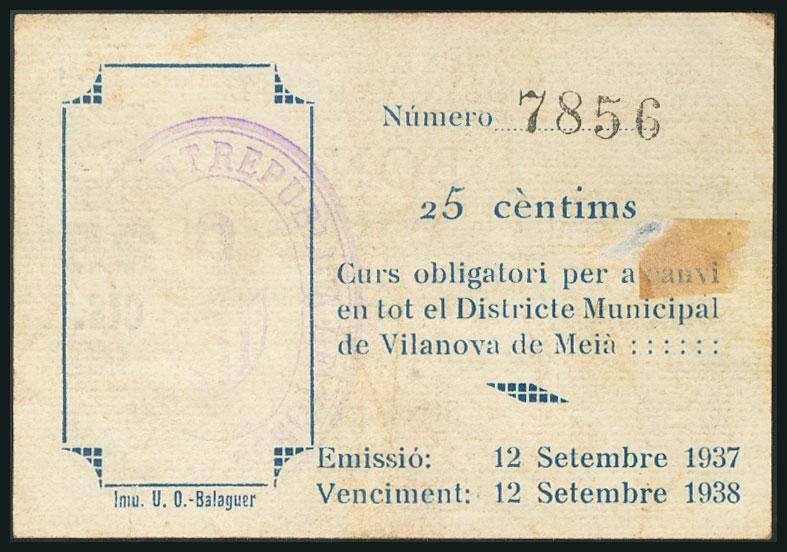 Número 7856
25 cèntims
Curs obligatori per a canvi
en tot el Districte Municipal
de Vilanova de Meià ::::::
Emissió: 12 Setembre 1937
Venciment: 12 Setembre 1938
Imu. U. O.-Balaguer